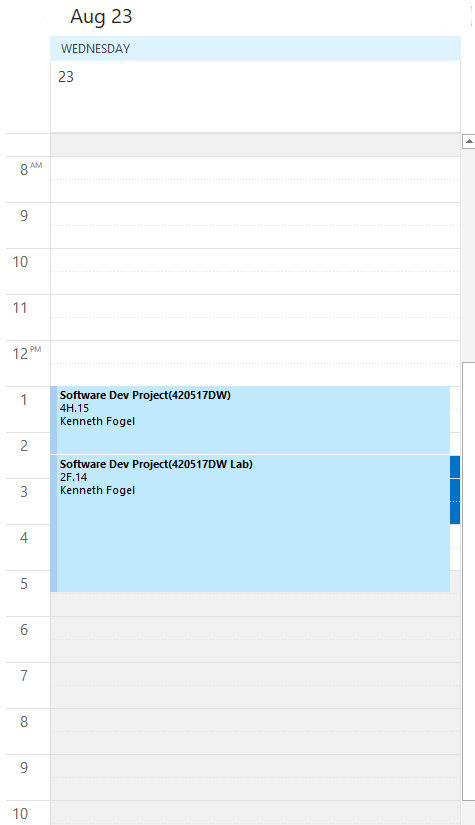 Aug 23
WEDNESDAY
23
8 AM
9
10
11
12 PM
1
Software Dev Project(420517DW)
4H.15
Kenneth Fogel
2
Software Dev Project(420517DW Lab)
2F.14
Kenneth Fogel
3
4
5
6
7
8
9
10